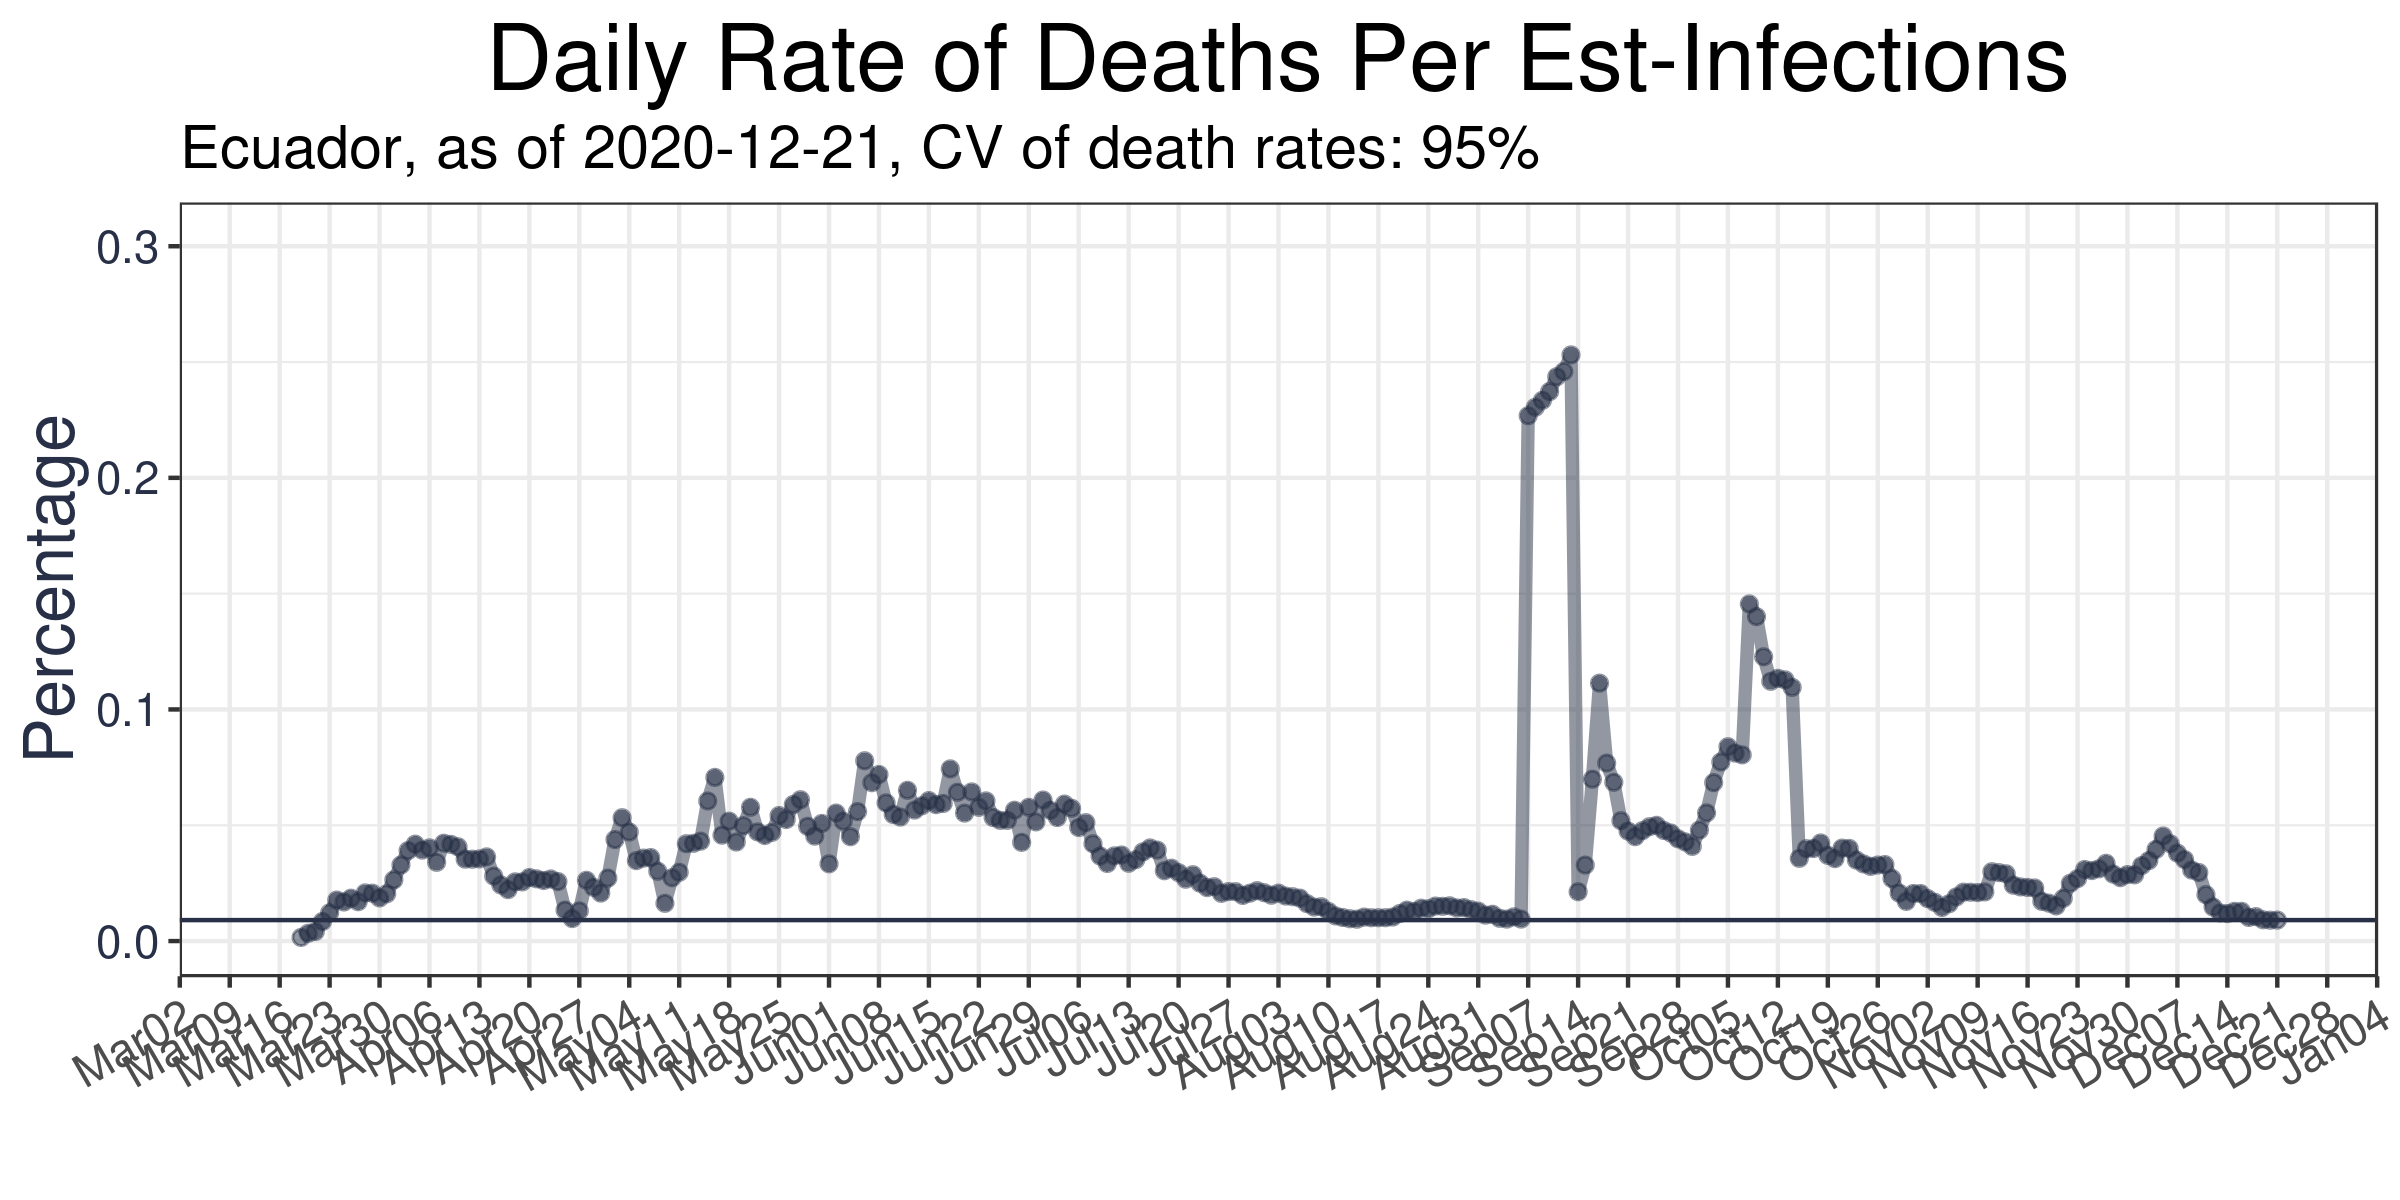 Daily Rate of Deaths Per Est-Infections
Ecuador, as of 2020-12-21, CV of death rates: 95%
Percentage
0.3
0.2
0.1
0.0
Mar02
Mar09
Mar16
Mar23
Mar30
Apr06
Apr13
Apr20
Apr27
May04
May11
May18
May25
Jun01
Jun08
Jun15
Jun22
Jun29
Jul06
Jul13
Jul20
Jul27
Aug03
Aug10
Aug17
Aug24
Aug31
Sep07
Sep14
Sep21
Sep28
Oct05
Oct12
Oct19
Oct26
Nov02
Nov09
Nov16
Nov23
Nov30
Dec07
Dec14
Dec21
Dec28
Jan04